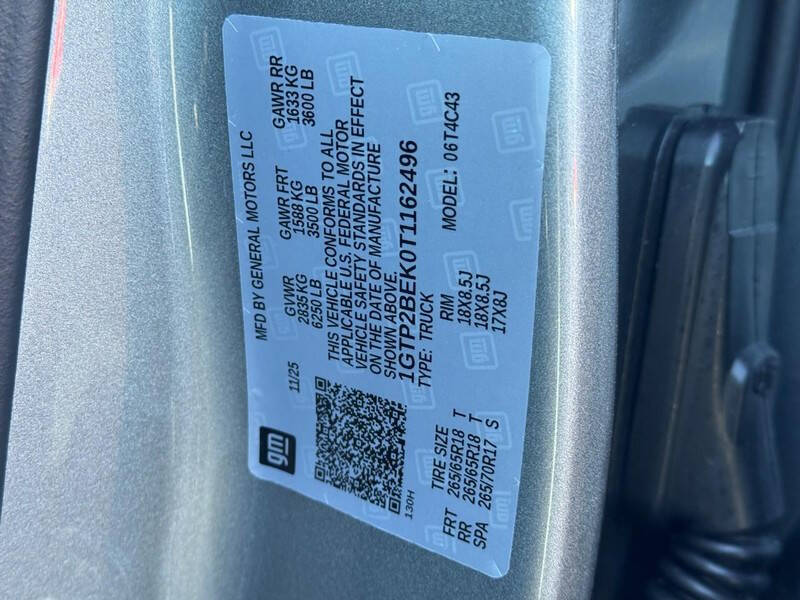 gm
MFD BY GENERAL MOTORS LLC
11/25
GVWR GAWR FRT GAWR RR
2835 KG 1588 KG 1633 KG
6250 LB 3500 LB 3600 LB
THIS VEHICLE CONFORMS TO ALL
APPLICABLE U.S. FEDERAL MOTOR
VEHICLE SAFETY STANDARDS IN EFFECT
ON THE DATE OF MANUFACTURE
SHOWN ABOVE.
1GTP2BEK0T1162496
TYPE: TRUCK MODEL: 06T4C43
130H
TIRE SIZE RIM
FRT 265/65R18 T 18X8.5J
RR 265/65R18 T 18X8.5J
SPA 265/70R17 S 17X8J